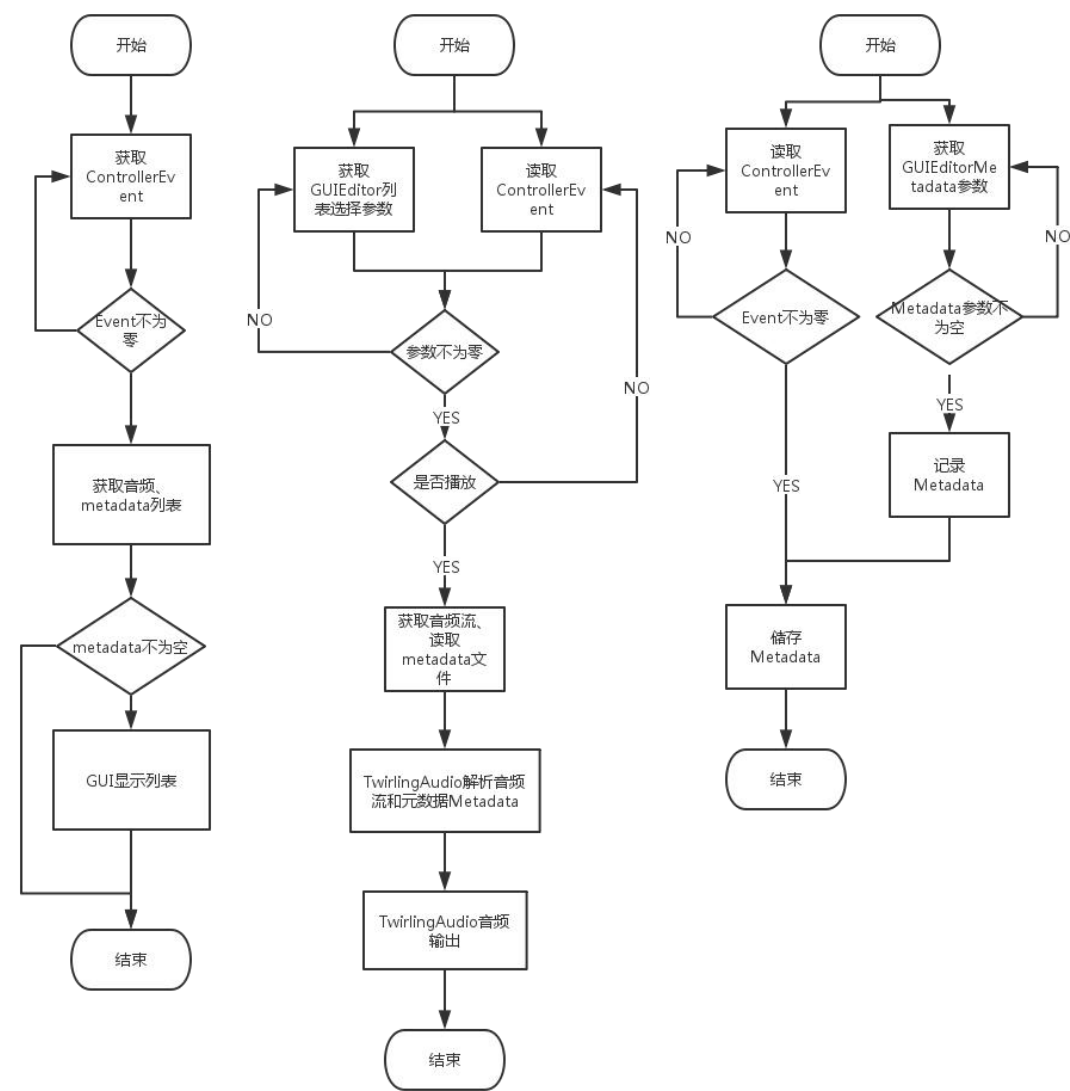 开始
获取
ControllerEv
ent
Event不为
零
获取音频、
metadata列表
metadata不为空
GUI显示列表
结束
开始
获取
GUIEditor列
表选择参数
读取
ControllerEv
ent
NO
参数不为零
NO
YES
是否播放
YES
获取音频流、
读取
metadata文
件
TwirlingAudio解析音频
流和元数据Metadata
TwirlingAudio音频
输出
结束
开始
读取
ControllerEv
ent
获取
GUIEditorMe
tadata参数
NO
NO
Event不为零
Metadata参数不
为空
YES
记录
Metadata
YES
储存
Metadata
结束